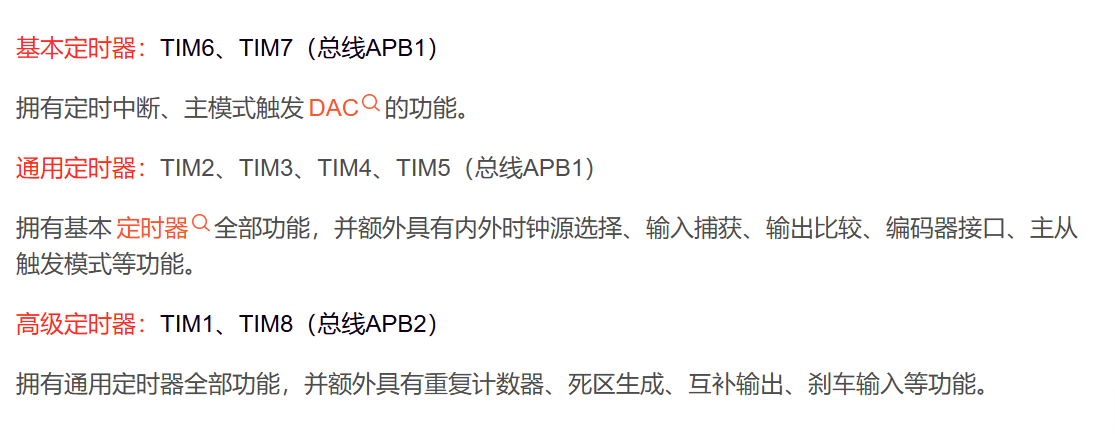 基本定时器：TIM6、TIM7（总线APB1）
拥有定时中断、主模式触发 DAC 的功能。
通用定时器：TIM2、TIM3、TIM4、TIM5（总线APB1）
拥有基本 定时器 全部功能，并额外具有内外时钟源选择、输入捕获、输出比较、编码器接口、主从
触发模式等功能。
高级定时器：TIM1、TIM8（总线APB2）
拥有通用定时器全部功能，并额外具有重复计数器、死区生成、互补输出、刹车输入等功能。